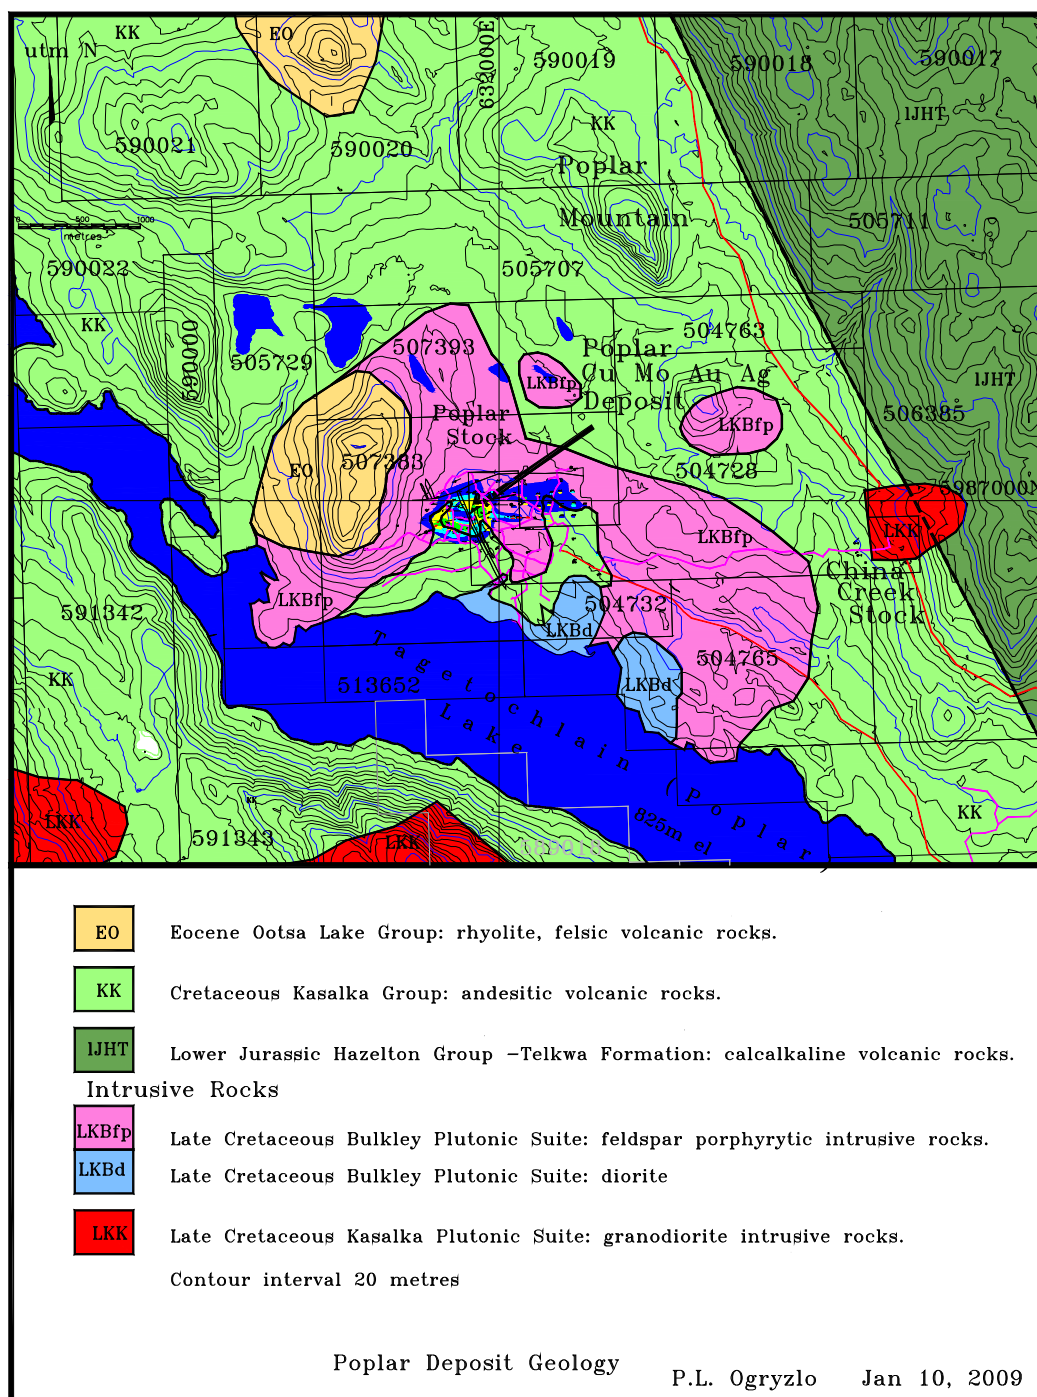 KK
EO
utm N
632000E
590019
590018
590017
KK
lJHT
590021
590020
Poplar
Mountain
0 500 1000
metres
505711
590022
505707
KK
590000
505729
507393
504763
Poplar
Cu Mo Au Ag
Deposit
LKBfp
lJHT
Poplar
Stock
506385
LKBfp
EO
507383
504728
5987000N
LKBfp
LKK
China
Creek
Stock
591342
LKBfp
504732
LKBd
504765
KK
513652
LKBd
Tagetochlain (Poplar)
Lake
825m el
KK
KK
LKK
591343
LKK
689018
EO Eocene Ootsa Lake Group: rhyolite, felsic volcanic rocks.
KK Cretaceous Kasalka Group: andesitic volcanic rocks.
lJHT Lower Jurassic Hazelton Group –Telkwa Formation: calcalkaline volcanic rocks.
Intrusive Rocks
LKBfp Late Cretaceous Bulkley Plutonic Suite: feldspar porphyrytic intrusive rocks.
LKBd Late Cretaceous Bulkley Plutonic Suite: diorite
LKK Late Cretaceous Kasalka Plutonic Suite: granodiorite intrusive rocks.
Contour interval 20 metres
Poplar Deposit Geology
P.L. Ogryzlo Jan 10, 2009